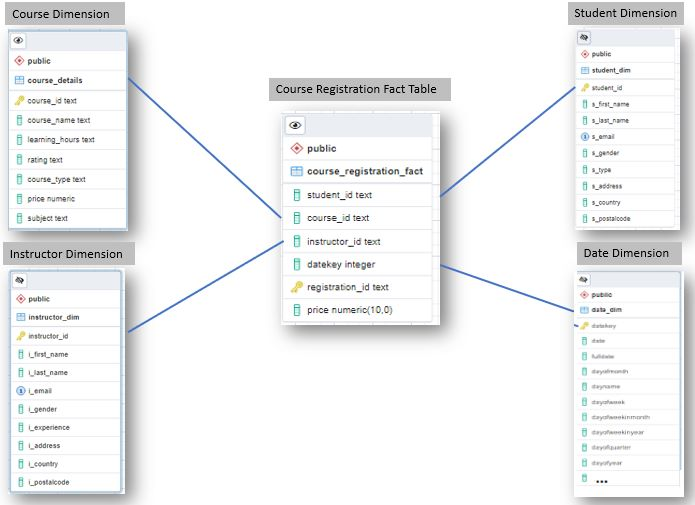 Course Dimension
public
course_details
course_id text
course_name text
learning_hours text
rating text
course_type text
price numeric
subject text
Instructor Dimension
public
instructor_dim
instructor_id
i_first_name
i_last_name
i_email
i_gender
i_experience
i_address
i_country
i_postalcode
Course Registration Fact Table
public
course_registration_fact
student_id text
course_id text
instructor_id text
datekey integer
registration_id text
price numeric(10,0)
Student Dimension
public
student_dim
student_id
s_first_name
s_last_name
s_email
s_gender
s_type
s_address
s_country
s_postalcode
Date Dimension
public
date_dim
datekey
date
fulldate
dayofmonth
dayname
dayofweek
dayofweekinmonth
dayofweekinyear
dayofquarter
dayofyear
...